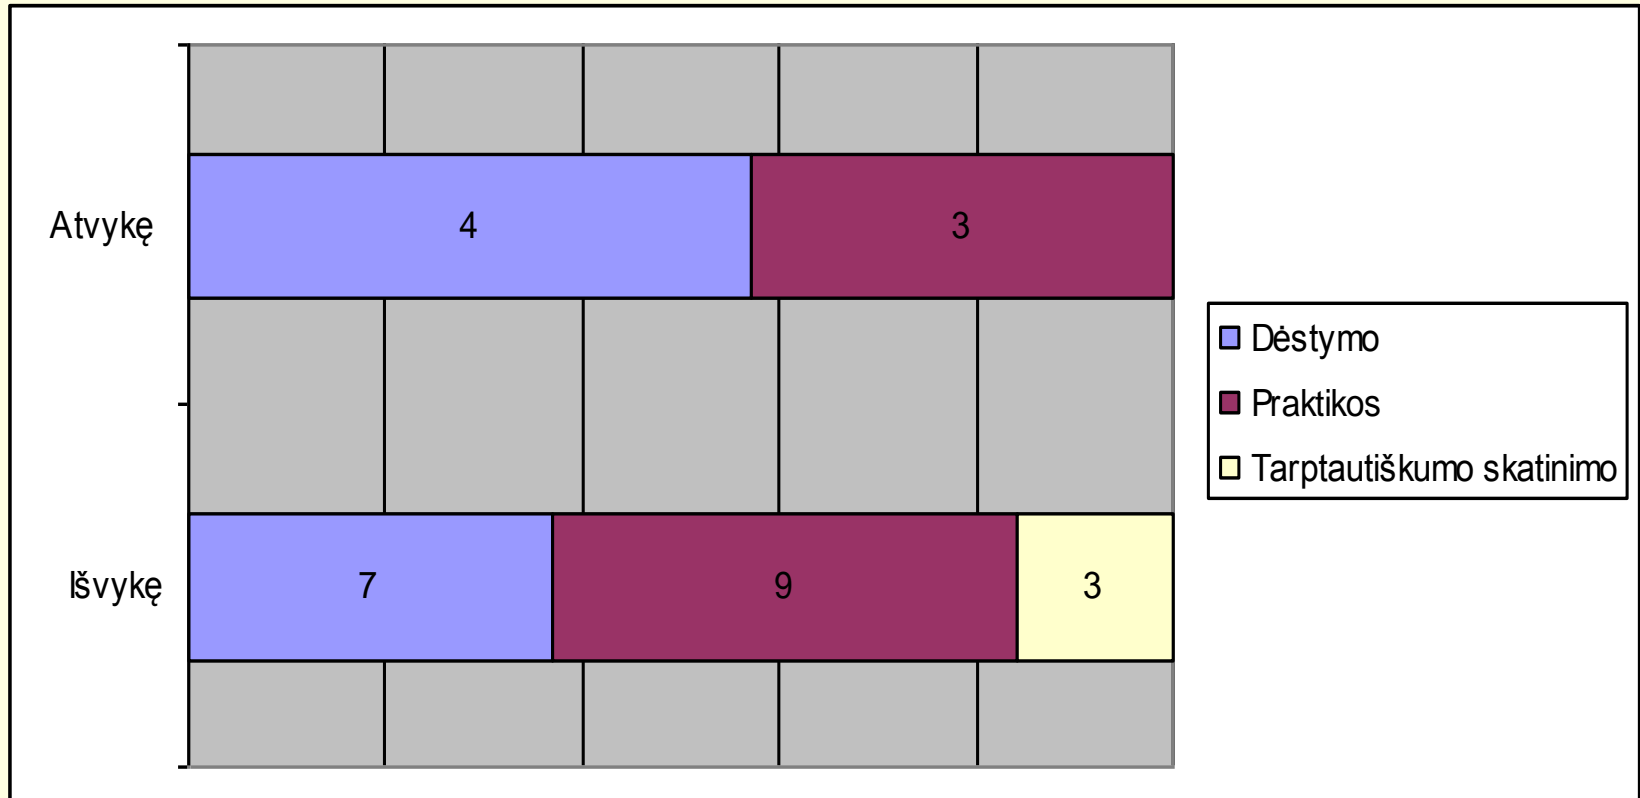 Atvykę
4
3
Išvykę
7
9
3
Dėstymo
Praktikos
Tarptautiškumo skatinimo